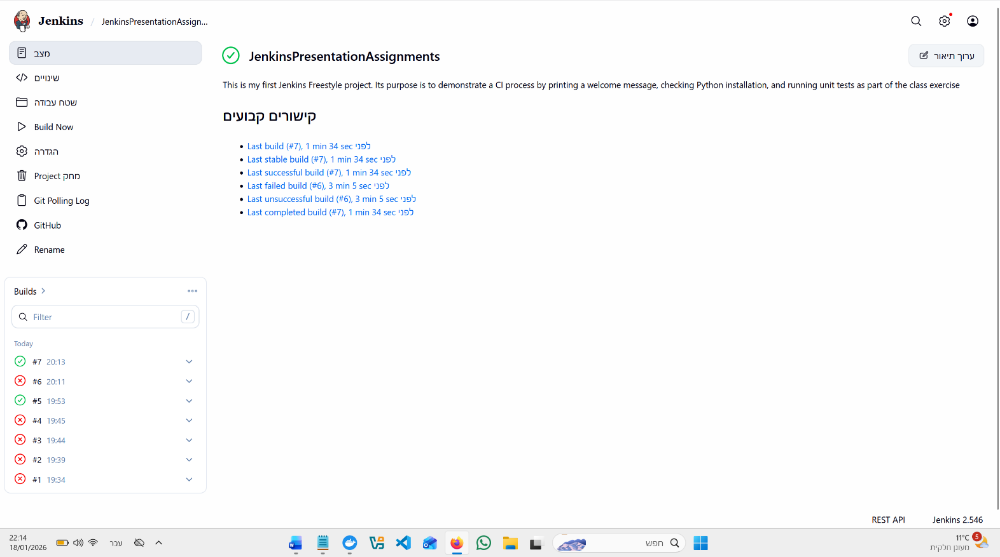 Jenkins / JenkinsPresentationAssign...
מצב
שינויים
שטח עבודה
Build Now
הגדרה
מחק Project
Git Polling Log
GitHub
Rename
Builds
Filter /
Today
#7 20:13
#6 20:11
#5 19:53
#4 19:45
#3 19:44
#2 19:39
#1 19:34
JenkinsPresentationAssignments
ערוך תיאור
This is my first Jenkins Freestyle project. Its purpose is to demonstrate a CI process by printing a welcome message, checking Python installation, and running unit tests as part of the class exercise
קישורים קבועים
Last build (#7), 1 min 34 sec לפני
Last stable build (#7), 1 min 34 sec לפני
Last successful build (#7), 1 min 34 sec לפני
Last failed build (#6), 3 min 5 sec לפני
Last unsuccessful build (#6), 3 min 5 sec לפני
Last completed build (#7), 1 min 34 sec לפני
REST API
Jenkins 2.546
22:14
18/01/2026
עבר
חפש
11°C
מעונן חלקית
5